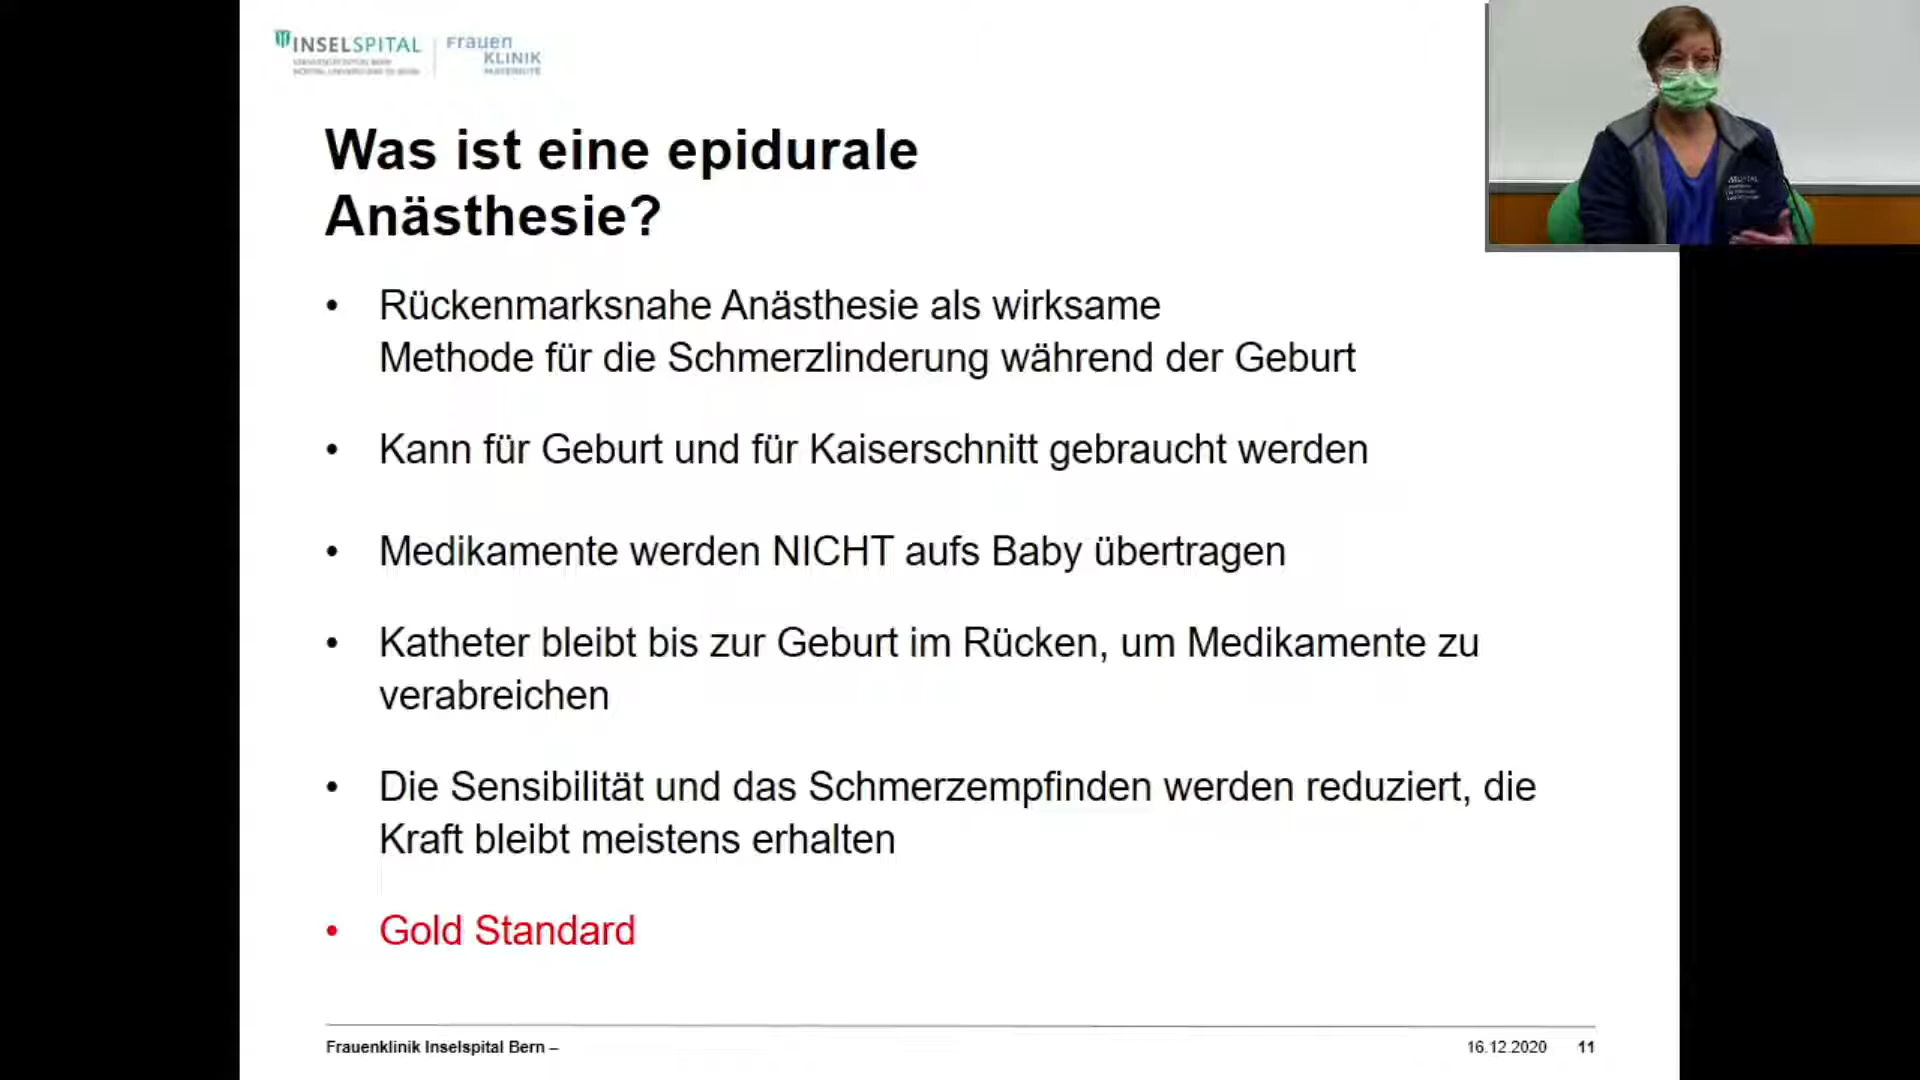 INSELSPITAL
Frauen
KLINIK
MATERNITÉ
Was ist eine epidurale
Anästhesie?
• Rückenmarksnahe Anästhesie als wirksame
Methode für die Schmerzlinderung während der Geburt
• Kann für Geburt und für Kaiserschnitt gebraucht werden
• Medikamente werden NICHT aufs Baby übertragen
• Katheter bleibt bis zur Geburt im Rücken, um Medikamente zu
verabreichen
• Die Sensibilität und das Schmerzempfinden werden reduziert, die
Kraft bleibt meistens erhalten
• Gold Standard
Frauenklinik Inselspital Bern –
16.12.2020 11